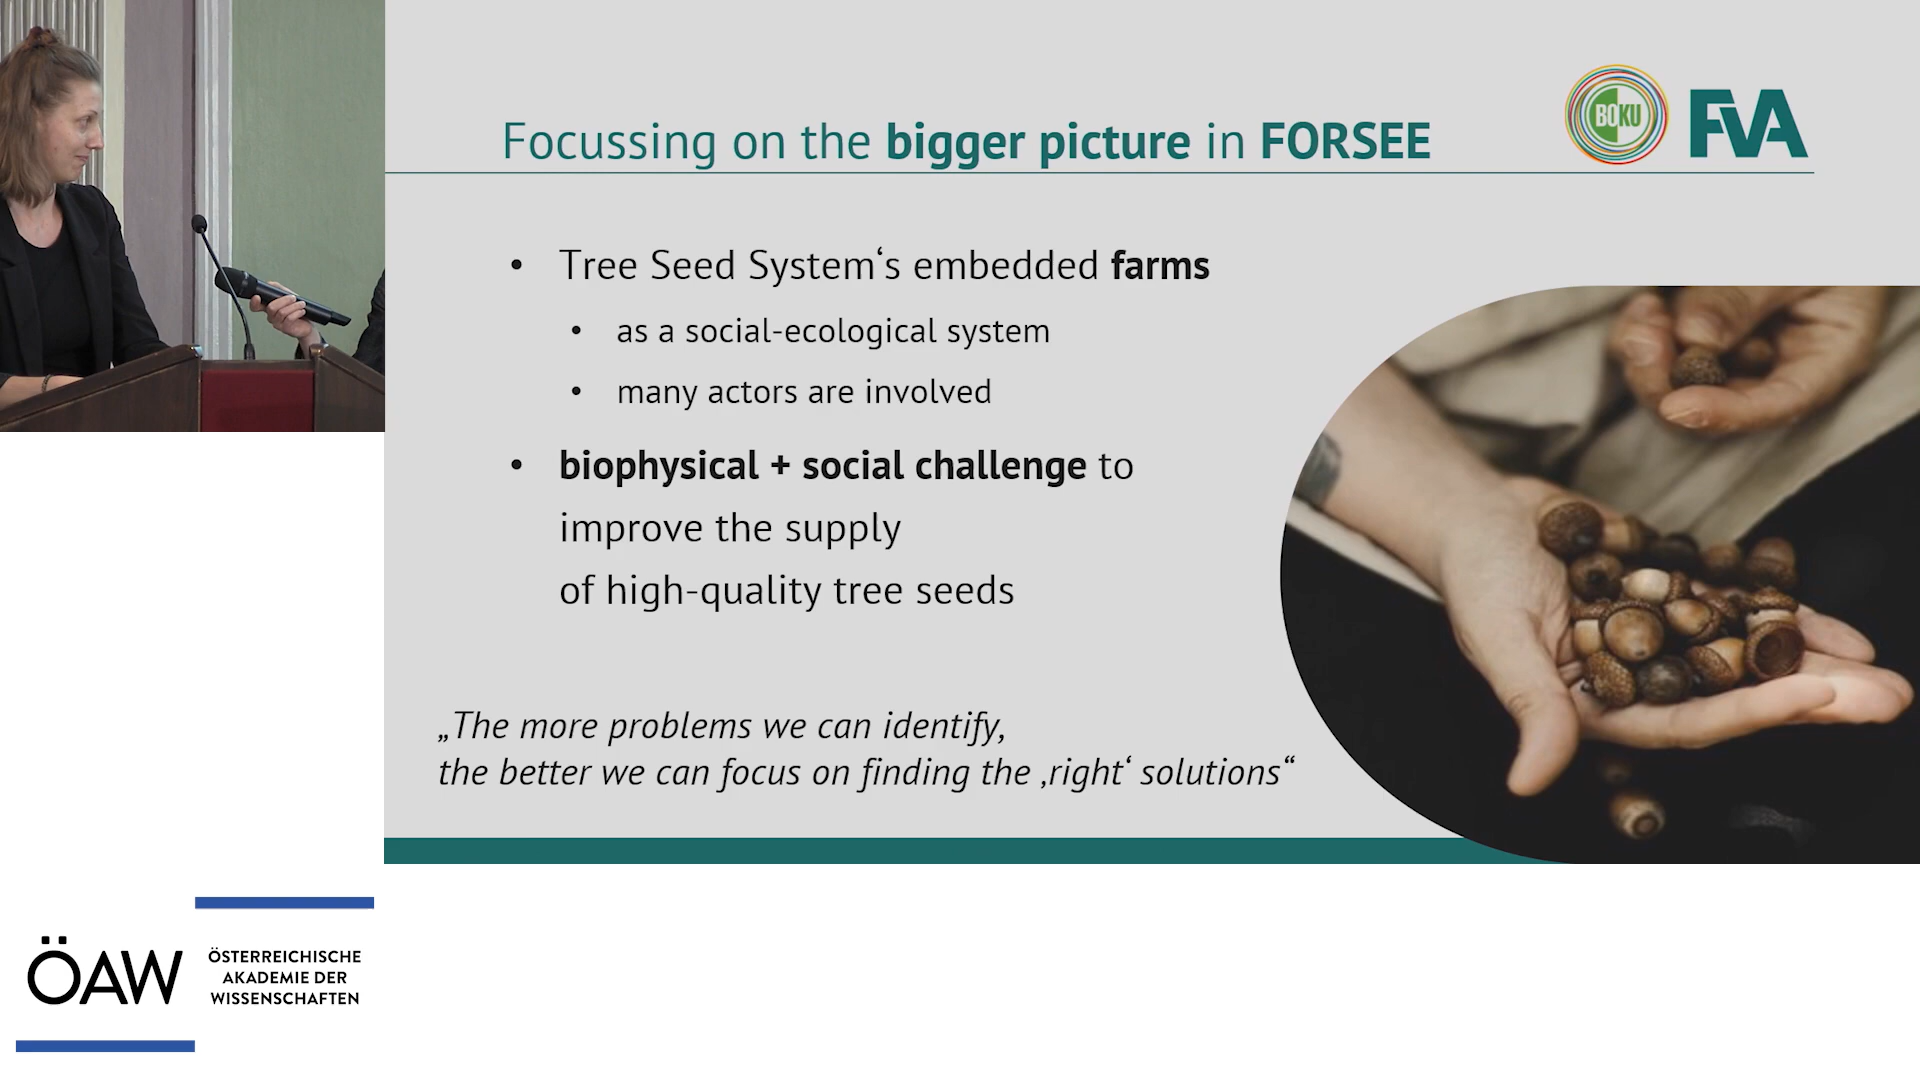 Focussing on the bigger picture in FORSEE
BOKU
FVA
• Tree Seed System‘s embedded farms
• as a social-ecological system
• many actors are involved
• biophysical + social challenge to
improve the supply
of high-quality tree seeds
„The more problems we can identify,
the better we can focus on finding the ‚right‘ solutions“
ÖAW
ÖSTERREICHISCHE
AKADEMIE DER
WISSENSCHAFTEN